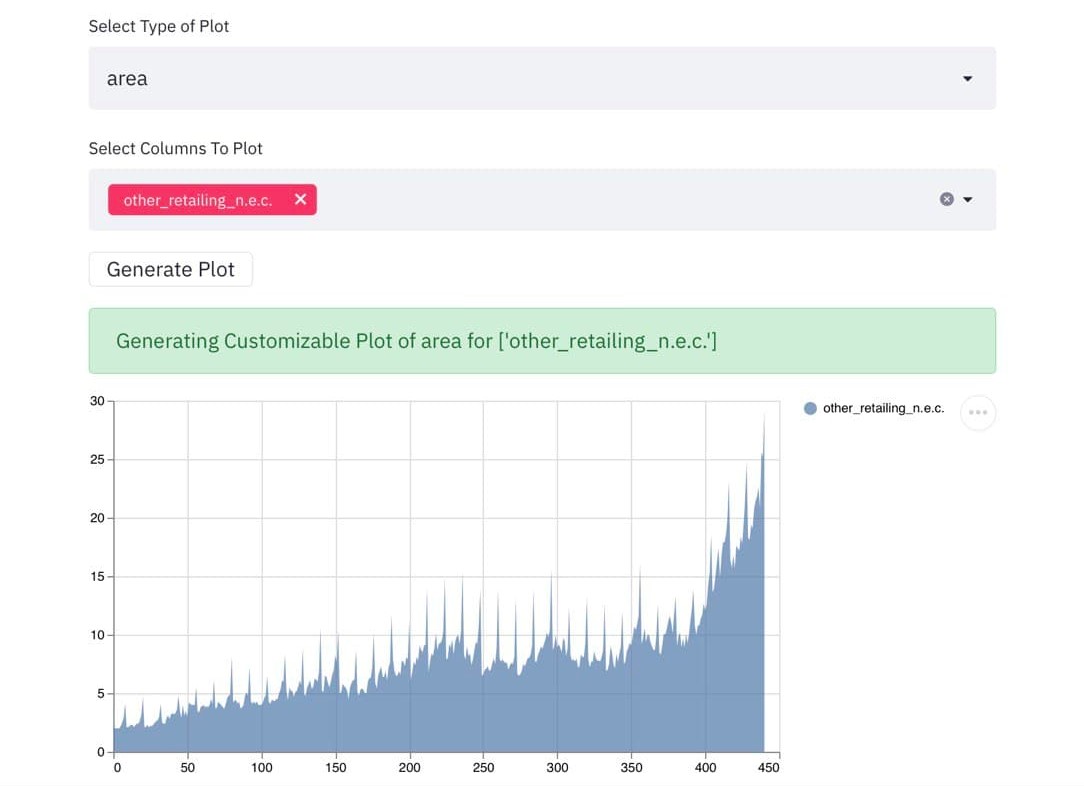 Select Type of Plot
area
Select Columns To Plot
other_retailing_n.e.c.
Generate Plot
Generating Customizable Plot of area for ['other_retailing_n.e.c.']
30
25
20
15
10
5
0
other_retailing_n.e.c.
0 50 100 150 200 250 300 350 400 450